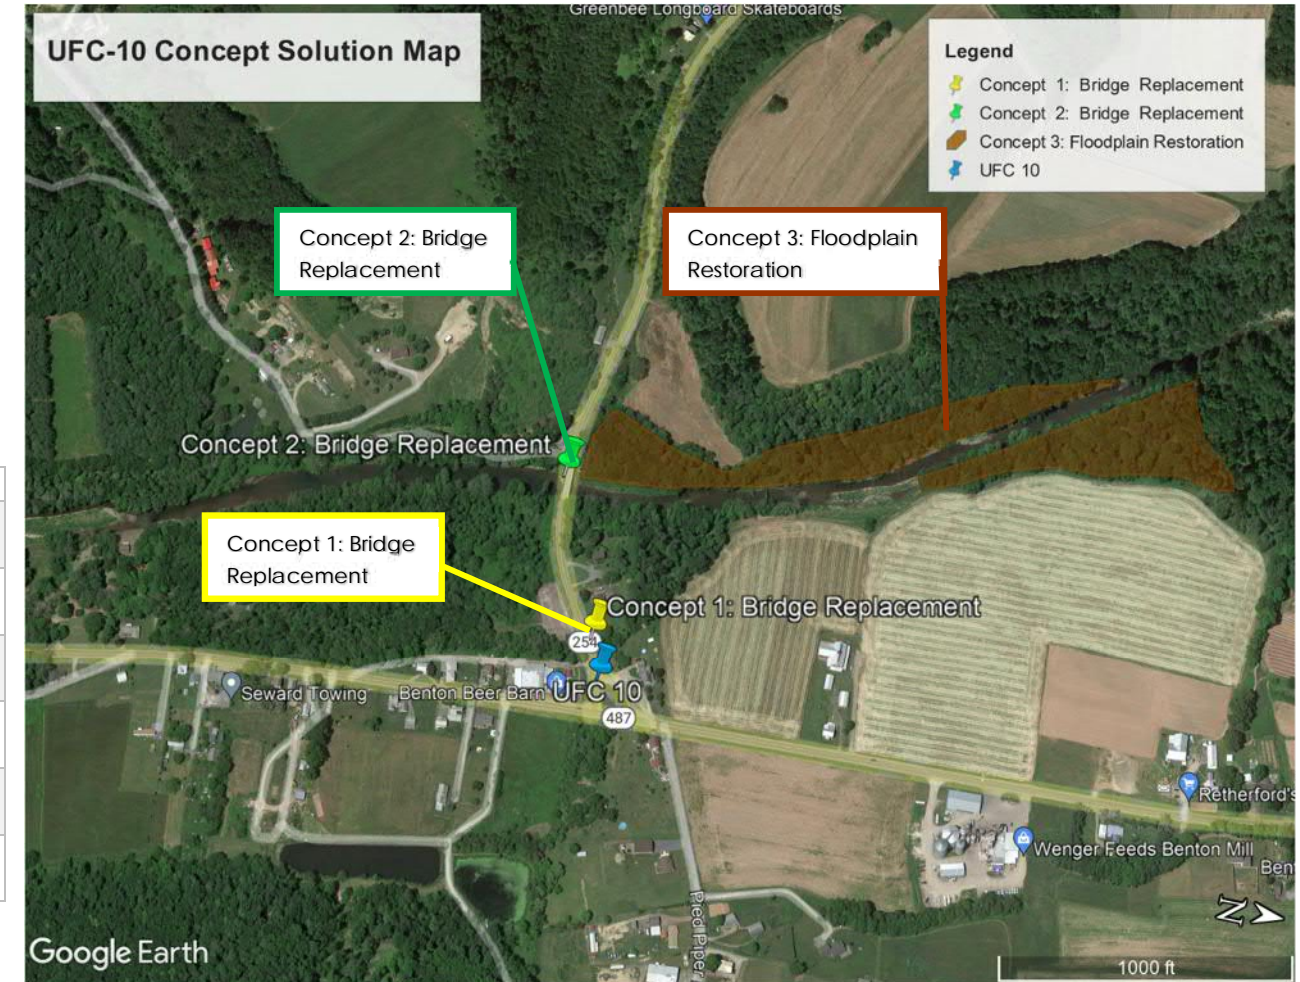 Greenbee Longboard Skateboards
UFC-10 Concept Solution Map
Legend
Concept 1: Bridge Replacement
Concept 2: Bridge Replacement
Concept 3: Floodplain Restoration
UFC 10
Concept 2: Bridge
Replacement
Concept 3: Floodplain
Restoration
Concept 2: Bridge Replacement
Concept 1: Bridge
Replacement
Concept 1: Bridge Replacement
254
Seward Towing
Benton Beer Barn
UFC 10
487
Retherford's
Wenger Feeds Benton Mill
Ben
Pied Piper
N
Google Earth
1000 ft